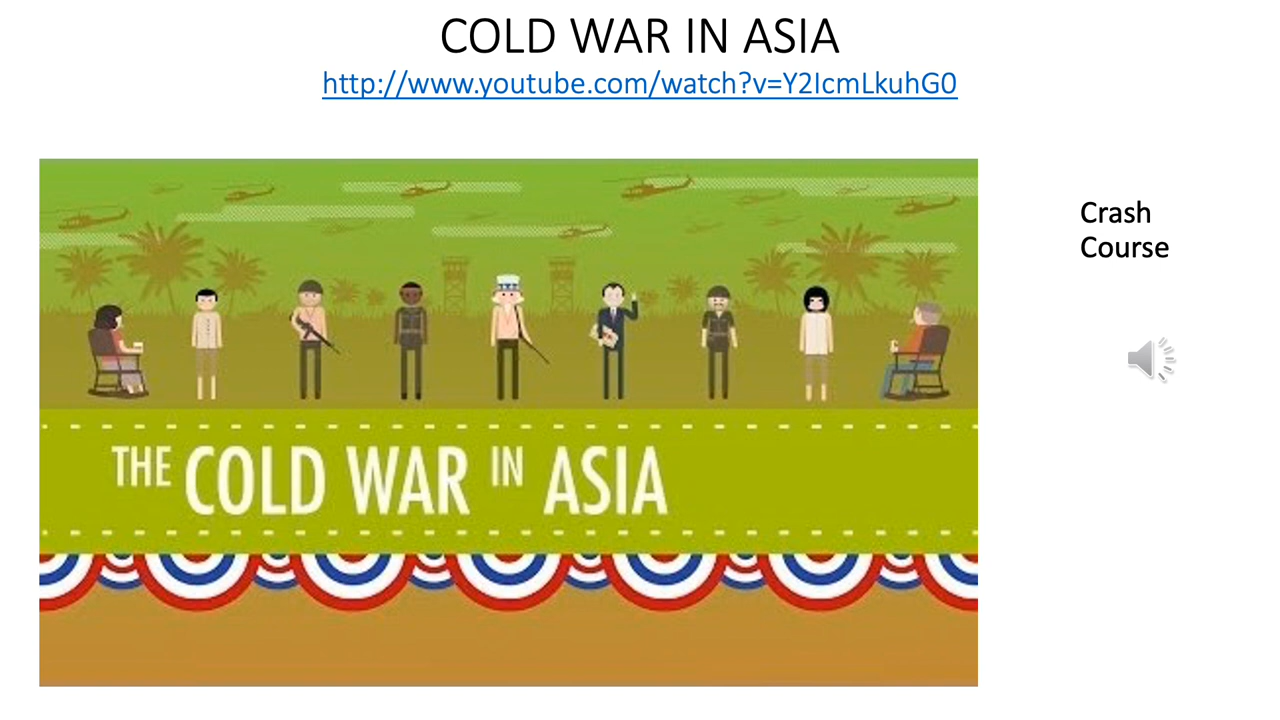 COLD WAR IN ASIA
http://www.youtube.com/watch?v=Y2IcmLkuhG0
Crash
Course
THE COLD WAR IN ASIA